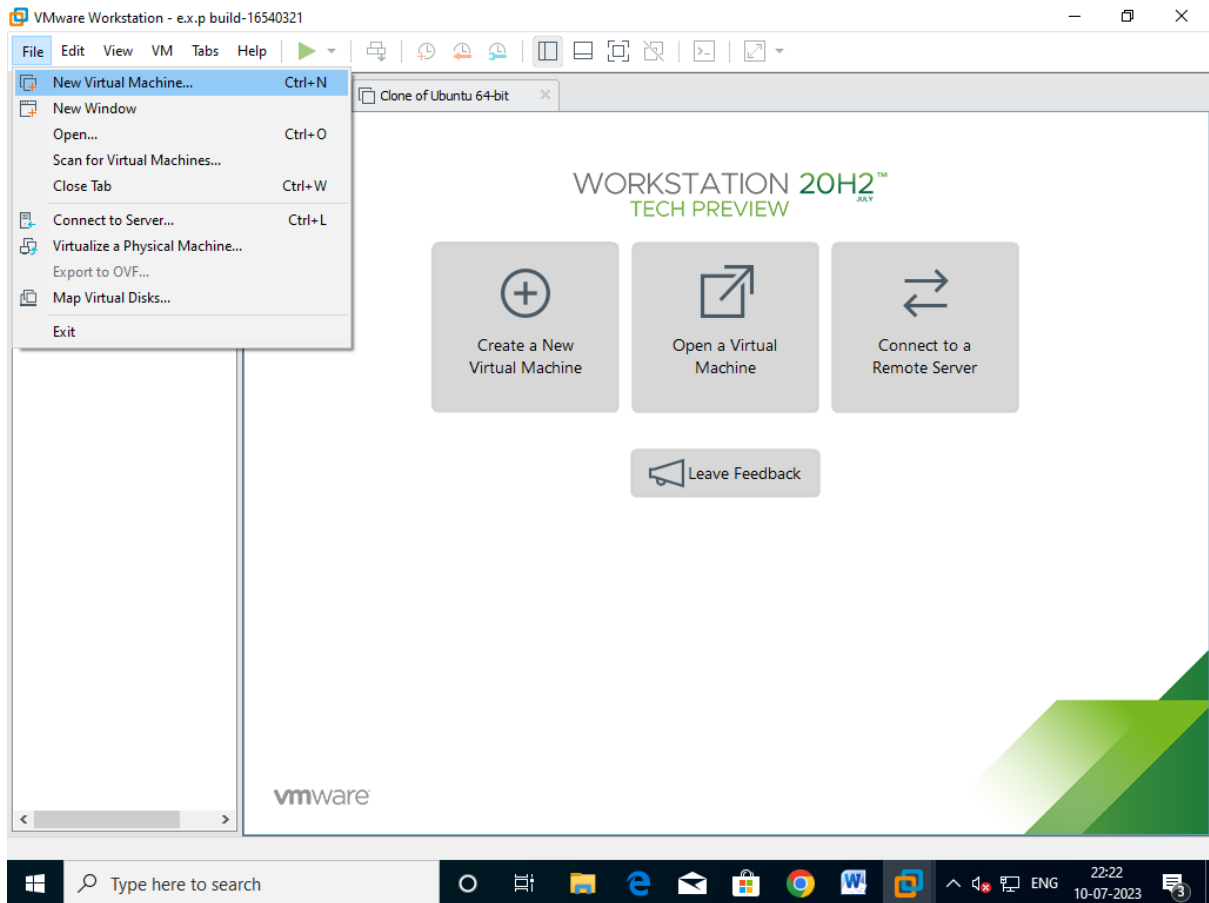 VMware Workstation - e.x.p build-16540321
File Edit View VM Tabs Help
New Virtual Machine... Ctrl+N
New Window
Open... Ctrl+O
Scan for Virtual Machines...
Close Tab Ctrl+W
Connect to Server... Ctrl+L
Virtualize a Physical Machine...
Export to OVF...
Map Virtual Disks...
Exit
Clone of Ubuntu 64-bit
WORKSTATION 20H2™
JULY
TECH PREVIEW
Create a New
Virtual Machine
Open a Virtual
Machine
Connect to a
Remote Server
Leave Feedback
vmware
Type here to search
ENG
22:22
10-07-2023
3